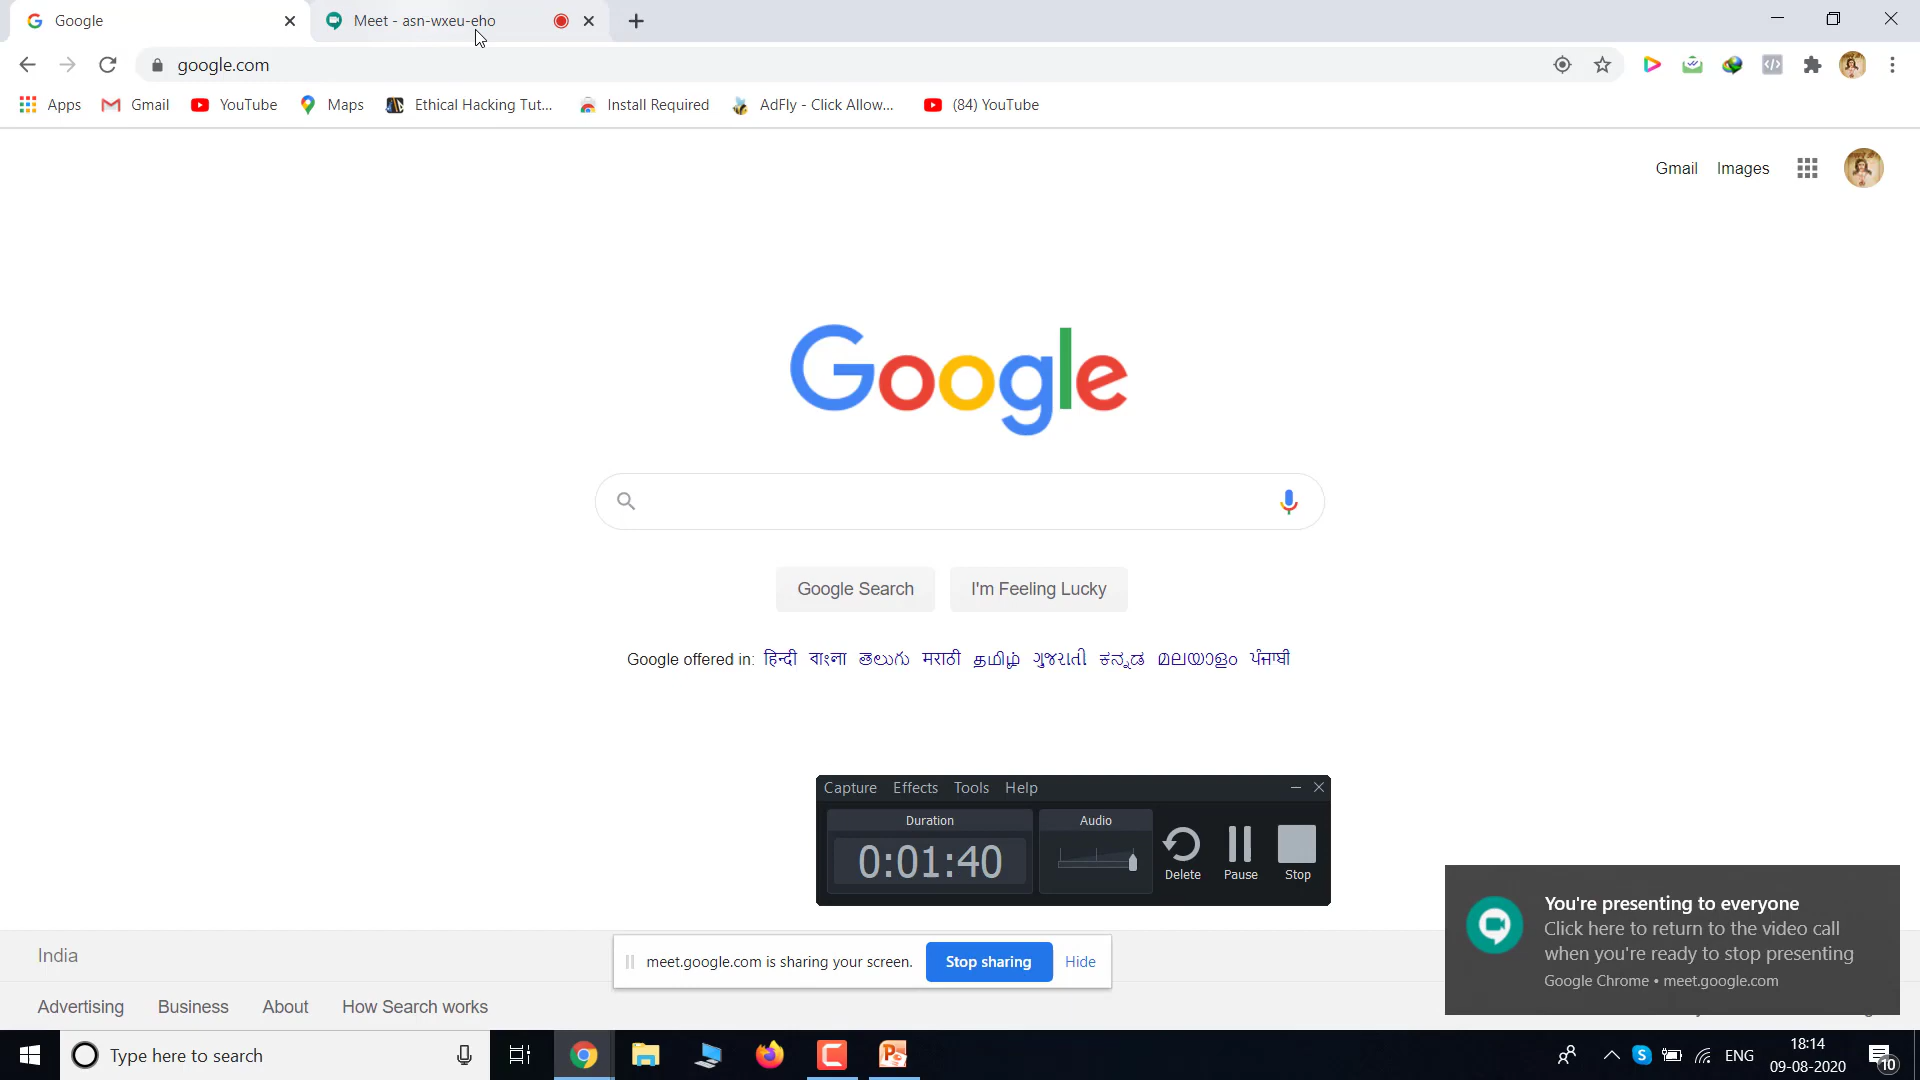 Google
Meet - asn-wxeu-eho
google.com
Apps
Gmail
YouTube
Maps
Ethical Hacking Tut...
Install Required
AdFly - Click Allow...
(84) YouTube
Gmail
Images
Google
Google Search
I'm Feeling Lucky
Google offered in: हिन्दी বাংলা తెలుగు मराठी தமிழ் ગુજરાતી ಕನ್ನಡ മലയാളം ਪੰਜਾਬੀ
Capture Effects Tools Help
Duration
Audio
0:01:40
Delete
Pause
Stop
You're presenting to everyone
Click here to return to the video call
when you're ready to stop presenting
Google Chrome • meet.google.com
India
meet.google.com is sharing your screen.
Stop sharing
Hide
Advertising
Business
About
How Search works
Type here to search
ENG
18:14
09-08-2020
10